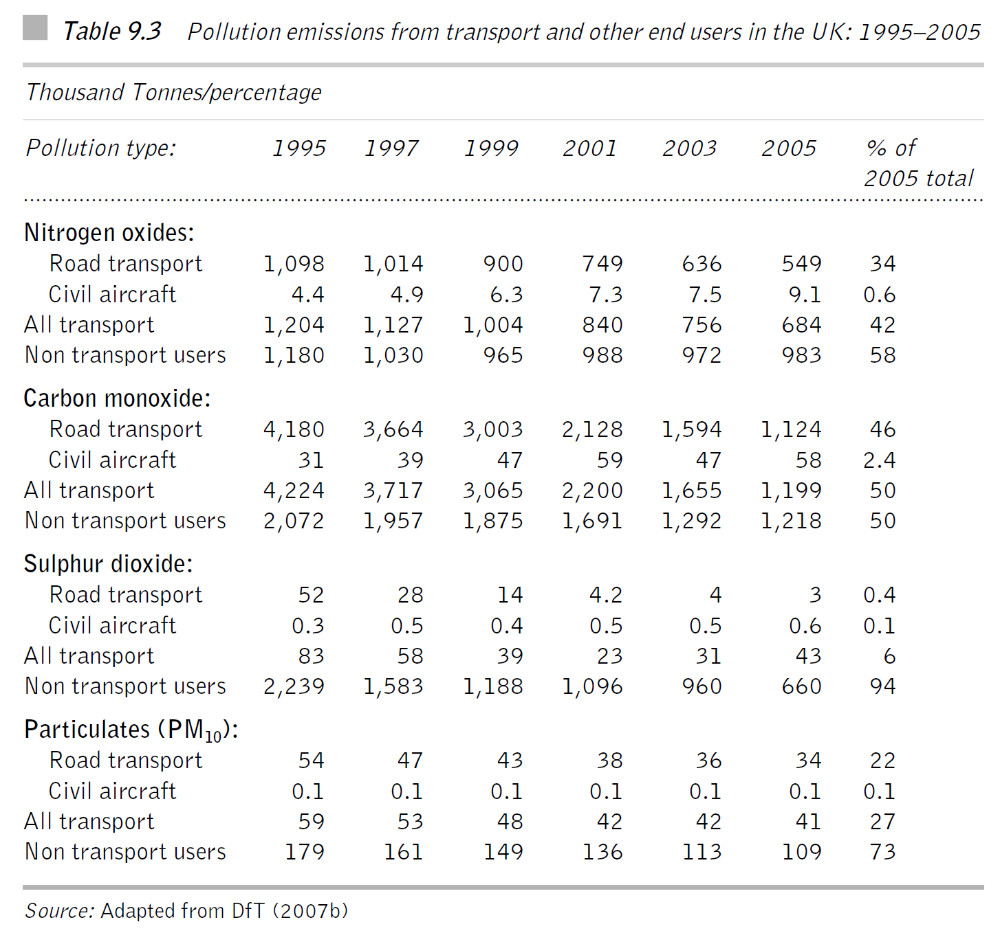 Table 9.3 Pollution emissions from transport and other end users in the UK: 1995–2005
Thousand Tonnes/percentage
Pollution type: 1995 1997 1999 2001 2003 2005 % of
2005 total
Nitrogen oxides:
Road transport 1,098 1,014 900 749 636 549 34
Civil aircraft 4.4 4.9 6.3 7.3 7.5 9.1 0.6
All transport 1,204 1,127 1,004 840 756 684 42
Non transport users 1,180 1,030 965 988 972 983 58
Carbon monoxide:
Road transport 4,180 3,664 3,003 2,128 1,594 1,124 46
Civil aircraft 31 39 47 59 47 58 2.4
All transport 4,224 3,717 3,065 2,200 1,655 1,199 50
Non transport users 2,072 1,957 1,875 1,691 1,292 1,218 50
Sulphur dioxide:
Road transport 52 28 14 4.2 4 3 0.4
Civil aircraft 0.3 0.5 0.4 0.5 0.5 0.6 0.1
All transport 83 58 39 23 31 43 6
Non transport users 2,239 1,583 1,188 1,096 960 660 94
Particulates (PM10):
Road transport 54 47 43 38 36 34 22
Civil aircraft 0.1 0.1 0.1 0.1 0.1 0.1 0.1
All transport 59 53 48 42 42 41 27
Non transport users 179 161 149 136 113 109 73
Source: Adapted from DfT (2007b)